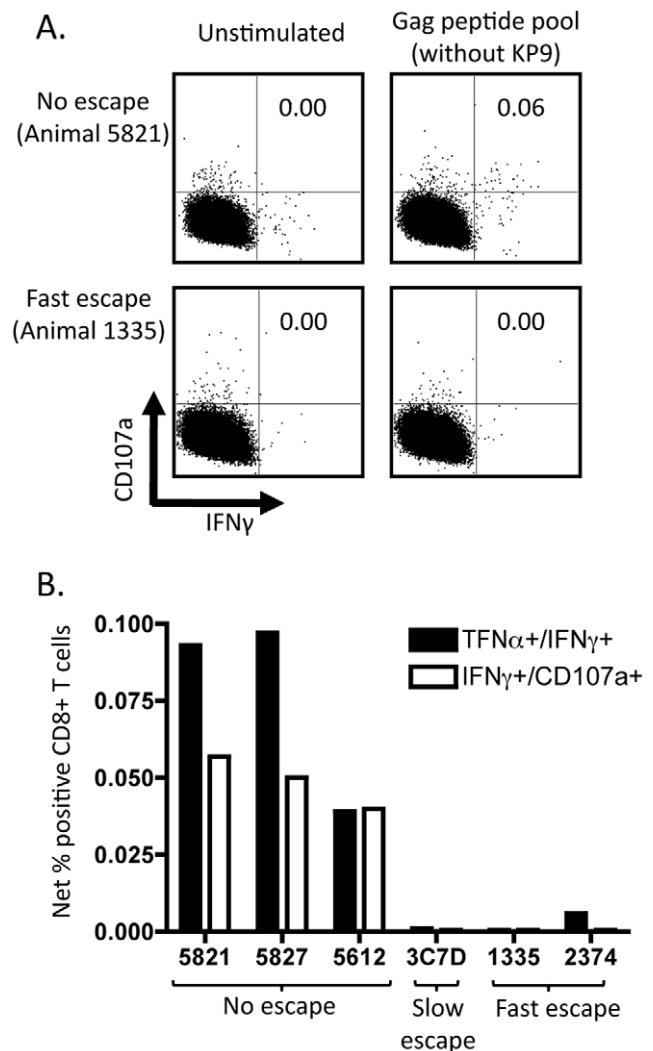 A.
Unstimulated
Gag peptide pool
(without KP9)
No escape
(Animal 5821)
0.00
0.06
Fast escape
(Animal 1335)
0.00
0.00
CD107a
IFNγ
B.
Net % positive CD8+ T cells
0.100
0.075
0.050
0.025
0.000
TFNα+/IFNγ+
IFNγ+/CD107a+
5821 5827 5612 3C7D 1335 2374
No escape
Slow
escape
Fast escape